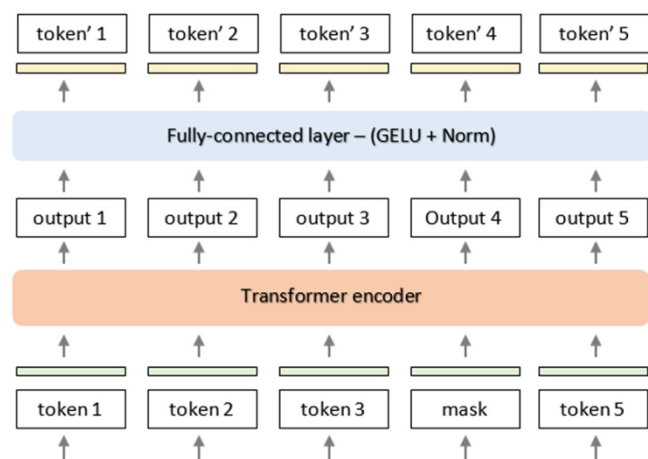 token’ 1 token’ 2 token’ 3 token’ 4 token’ 5
Fully-connected layer – (GELU + Norm)
output 1 output 2 output 3 Output 4 output 5
Transformer encoder
token 1 token 2 token 3 mask token 5